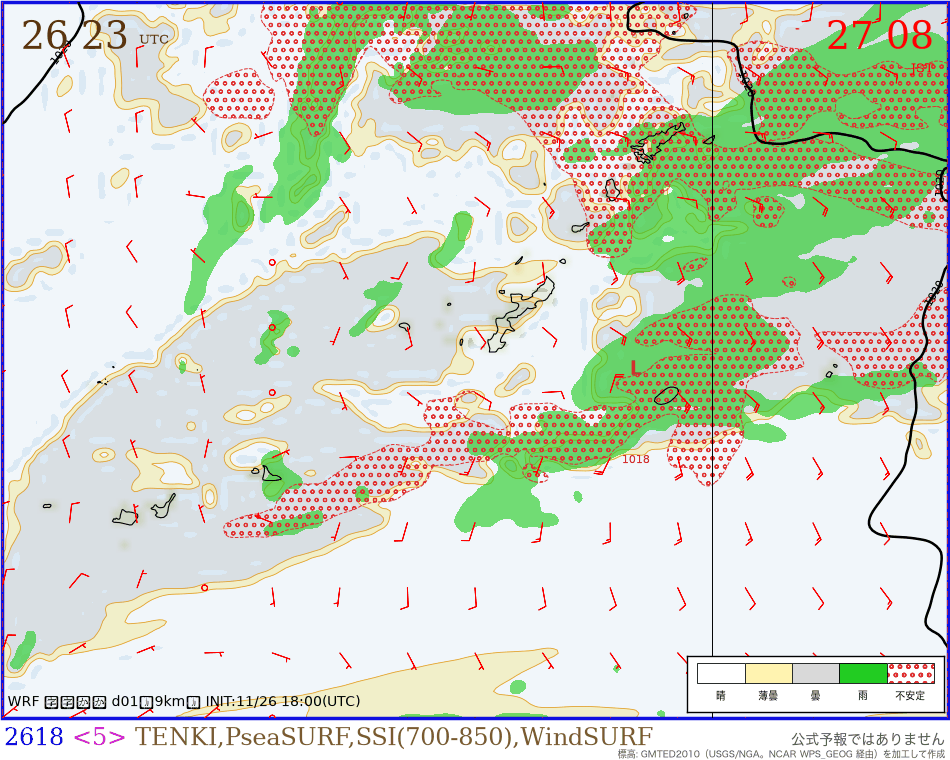 26 23 UTC
27 08 JST
1020
1020
1020
L
1018
晴 薄曇 曇 雨 不安定
WRF d01 9km INIT:11/26 18:00(UTC)
2618 <5> TENKI,PseaSURF,SSI(700-850),WindSURF
公式予報ではありません
標高: GMTED2010（USGS/NGA。NCAR WPS_GEOG 経由）を加工して作成